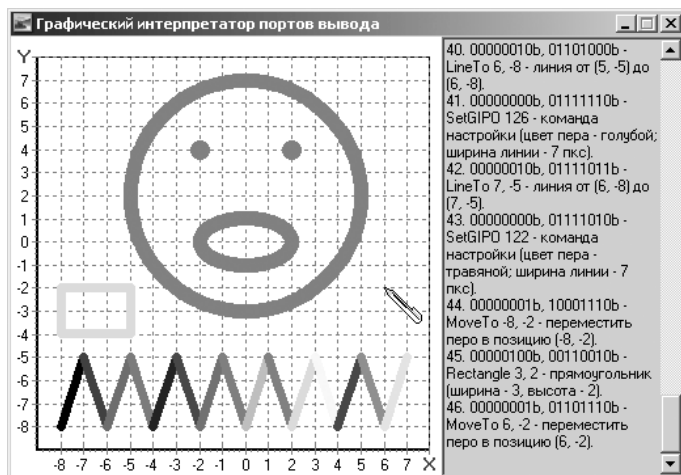 Графический интерпретатор портов вывода
Y
7
6
5
4
3
2
1
0
-1
-2
-3
-4
-5
-6
-7
-8
-8 -7 -6 -5 -4 -3 -2 -1 0 1 2 3 4 5 6 7 X
40. 00000010b, 01101000b -
LineTo 6, -8 - линия от (5, -5) до
(6, -8).
41. 00000000b, 01111110b -
SetGIPO 126 - команда
настройки (цвет пера - голубой;
ширина линии - 7 пкс).
42. 00000010b, 01111011b -
LineTo 7, -5 - линия от (6, -8) до
(7, -5).
43. 00000000b, 01111010b -
SetGIPO 122 - команда
настройки (цвет пера -
травяной; ширина линии - 7
пкс).
44. 00000001b, 10001110b -
MoveTo -8, -2 - переместить
перо в позицию (-8, -2).
45. 00000100b, 00110010b -
Rectangle 3, 2 - прямоугольник
(ширина - 3, высота - 2).
46. 00000001b, 01101110b -
MoveTo 6, -2 - переместить
перо в позицию (6, -2).